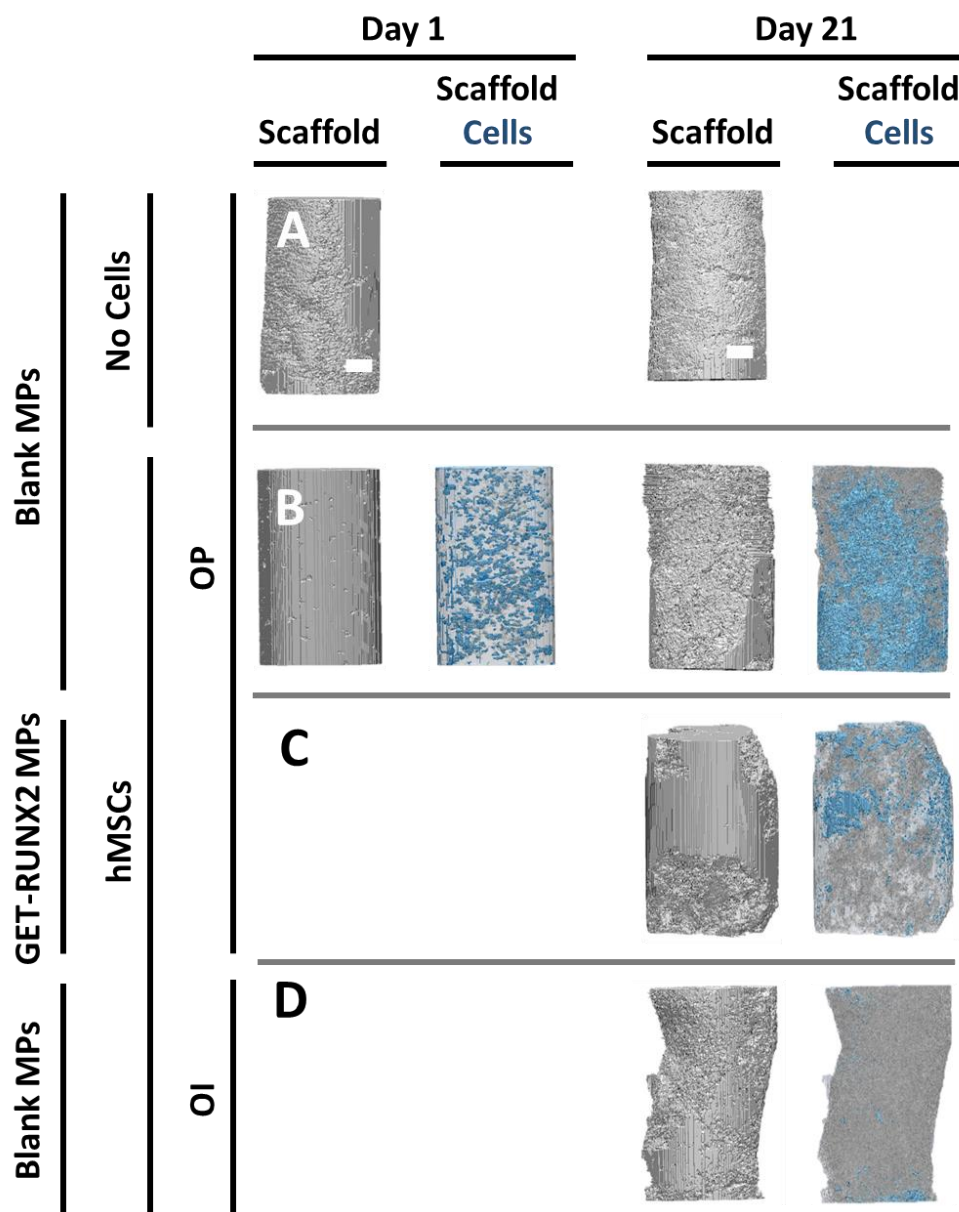 Day 1
Day 21
Scaffold
Scaffold
Cells
Scaffold
Scaffold
Cells
Blank MPs
No Cells
A
B
OP
hMSCs
GET-RUNX2 MPs
C
Blank MPs
OI
D